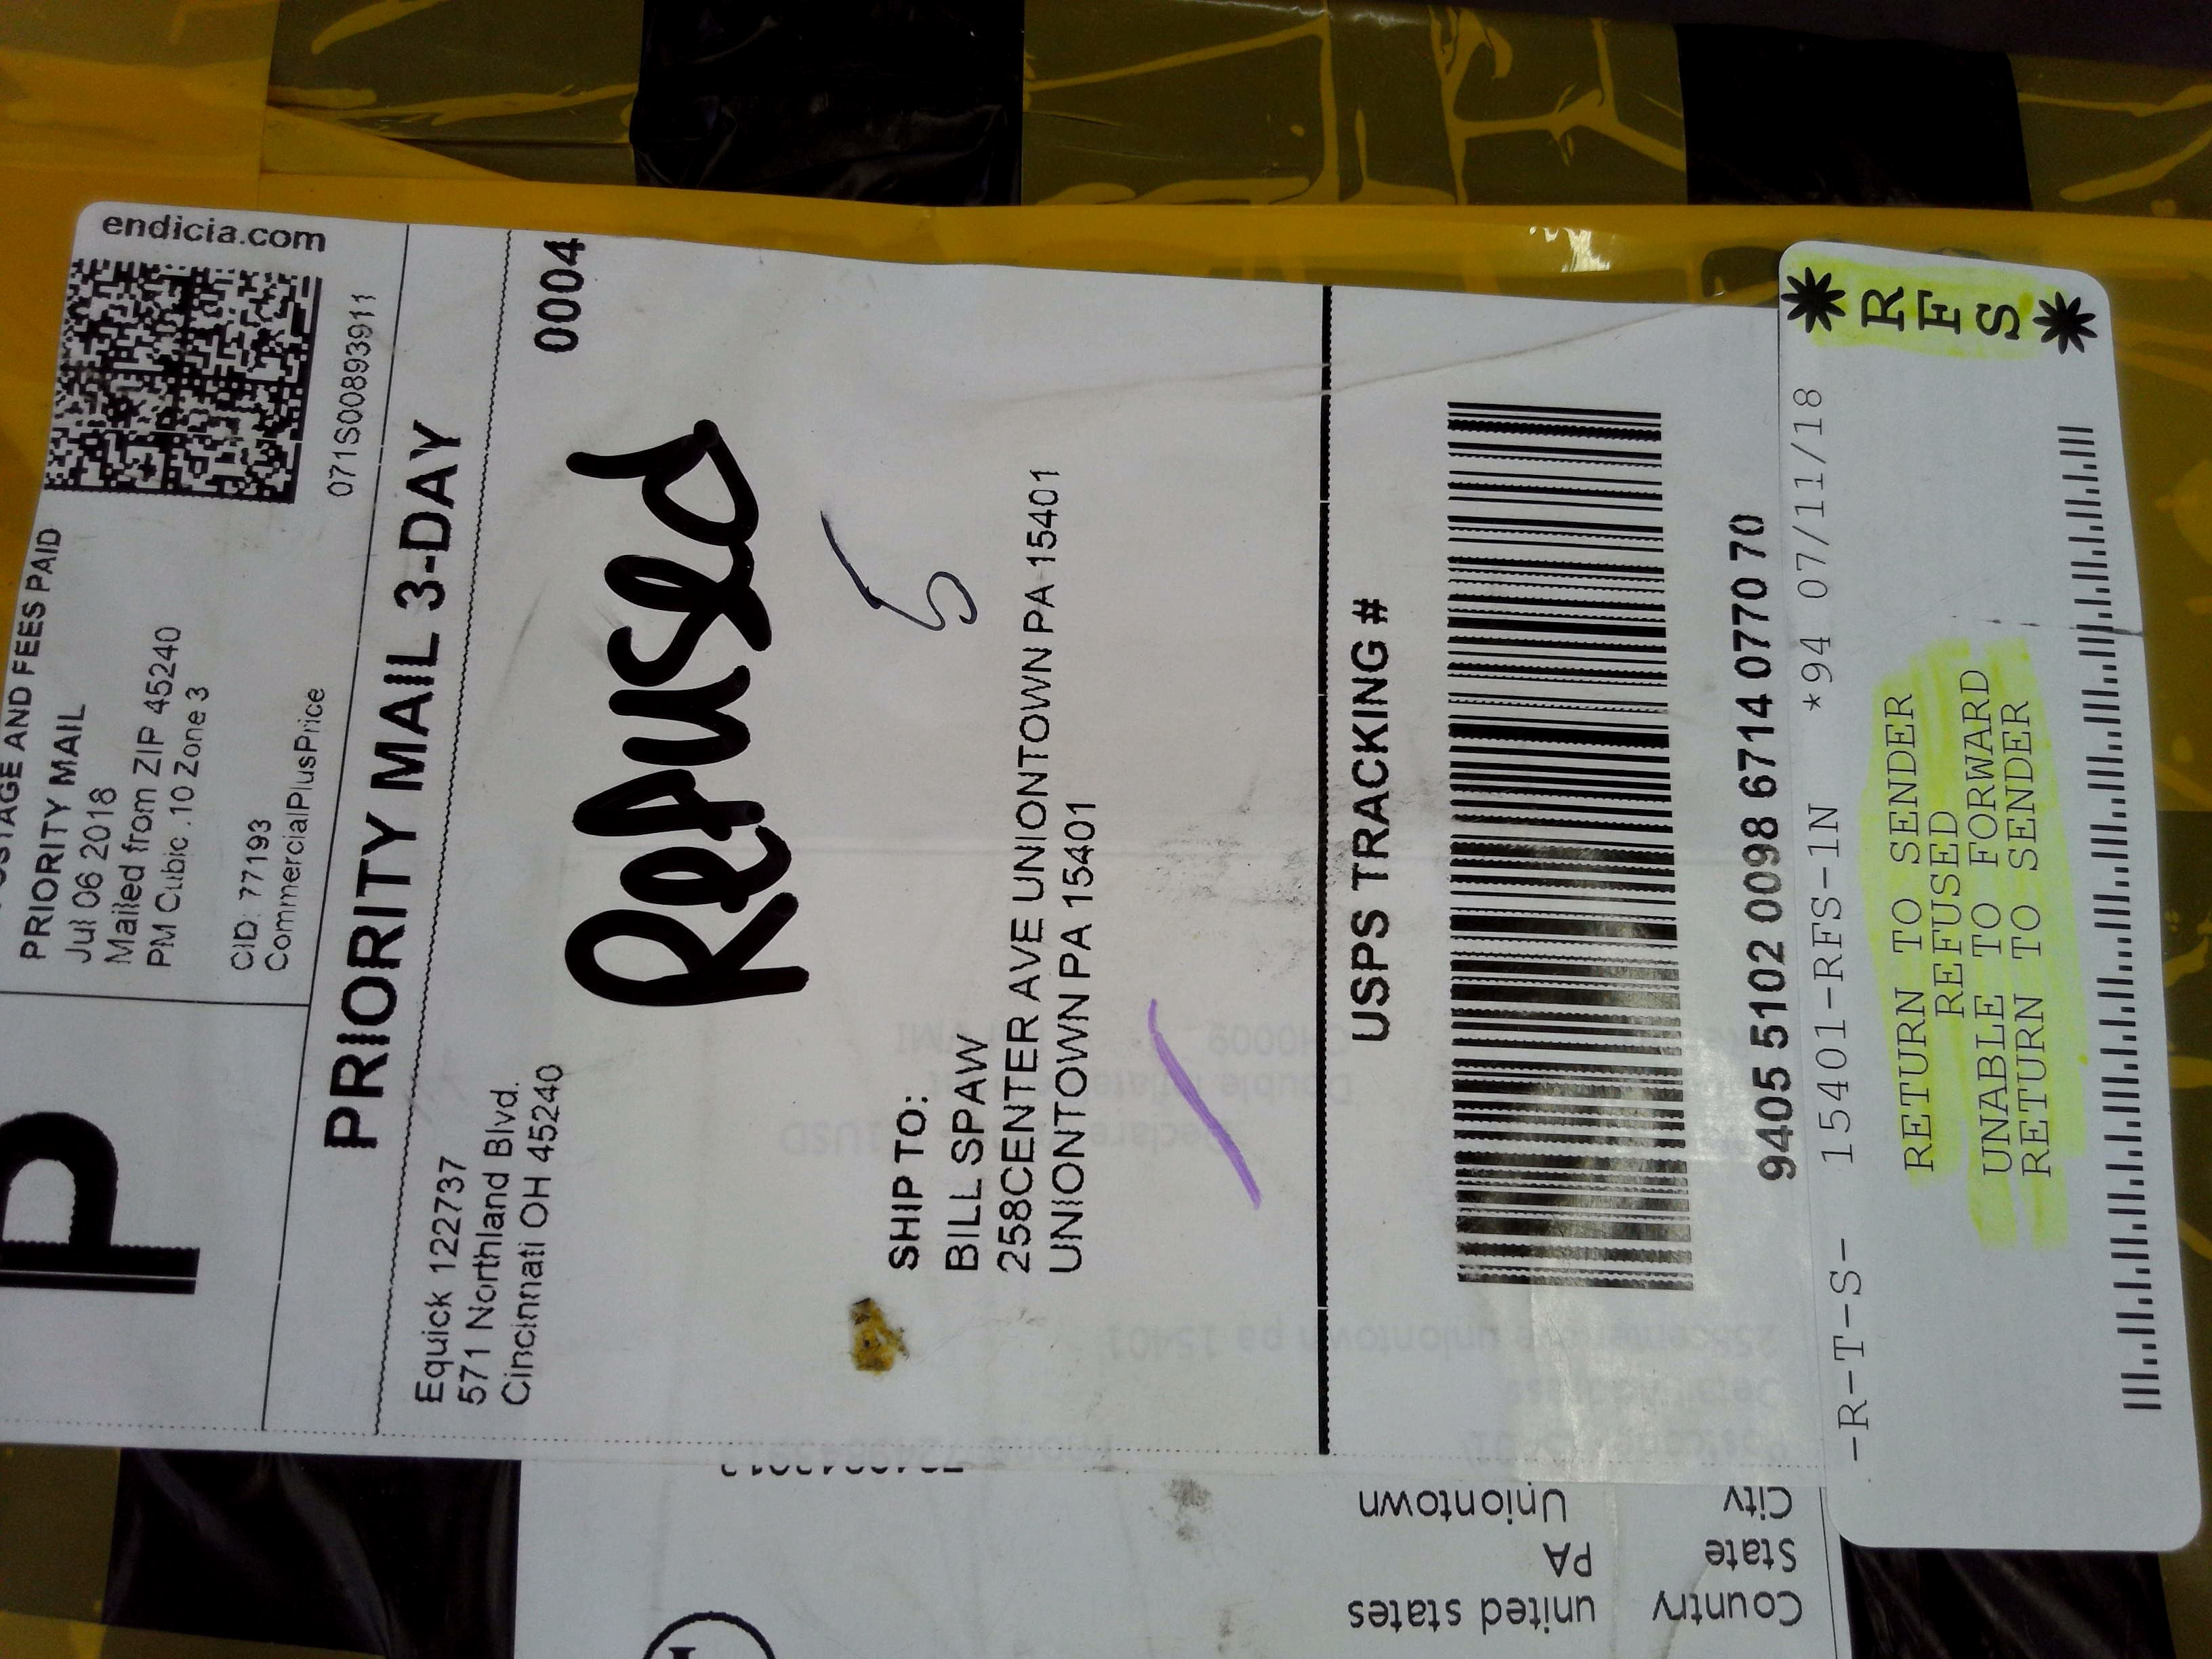 P
POSTAGE AND FEES PAID
PRIORITY MAIL
Jul 06 2018
Mailed from ZIP 45240
PM Cubic .10 Zone 3
CID: 77193
CommercialPlusPrice
endicia.com
071S00893911
PRIORITY MAIL 3-DAY
Equick 122737
571 Northland Blvd.
Cincinnati OH 45240
0004
Refused
5
SHIP TO:
BILL SPAW
258CENTER AVE UNIONTOWN PA 15401
UNIONTOWN PA 15401
USPS TRACKING #
9405 5102 0098 6714 0770 70
-R-T-S- 15401-RFS-1N *94 07/11/18
RETURN TO SENDER
REFUSED
UNABLE TO FORWARD
RETURN TO SENDER
* R F S *
Country united states
State PA
City Uniontown